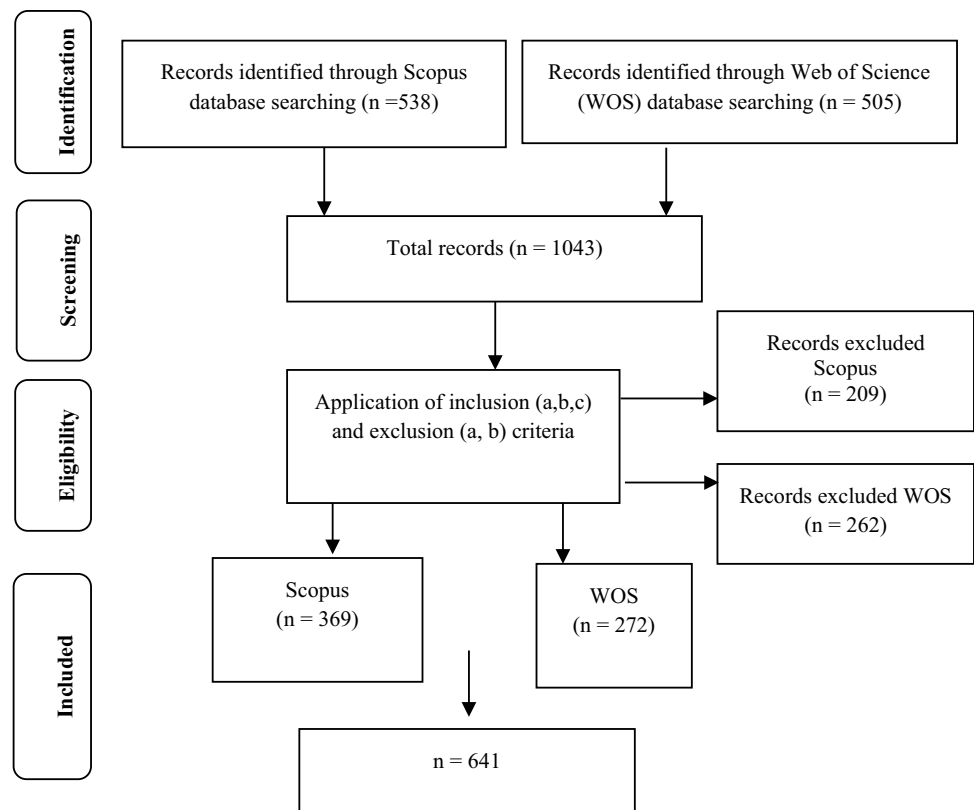 Identification
Records identified through Scopus
database searching (n =538)
Records identified through Web of Science
(WOS) database searching (n = 505)
Screening
Total records (n = 1043)
Records excluded
Scopus
(n = 209)
Eligibility
Application of inclusion (a,b,c)
and exclusion (a, b) criteria
Records excluded WOS
(n = 262)
Included
Scopus
(n = 369)
WOS
(n = 272)
n = 641